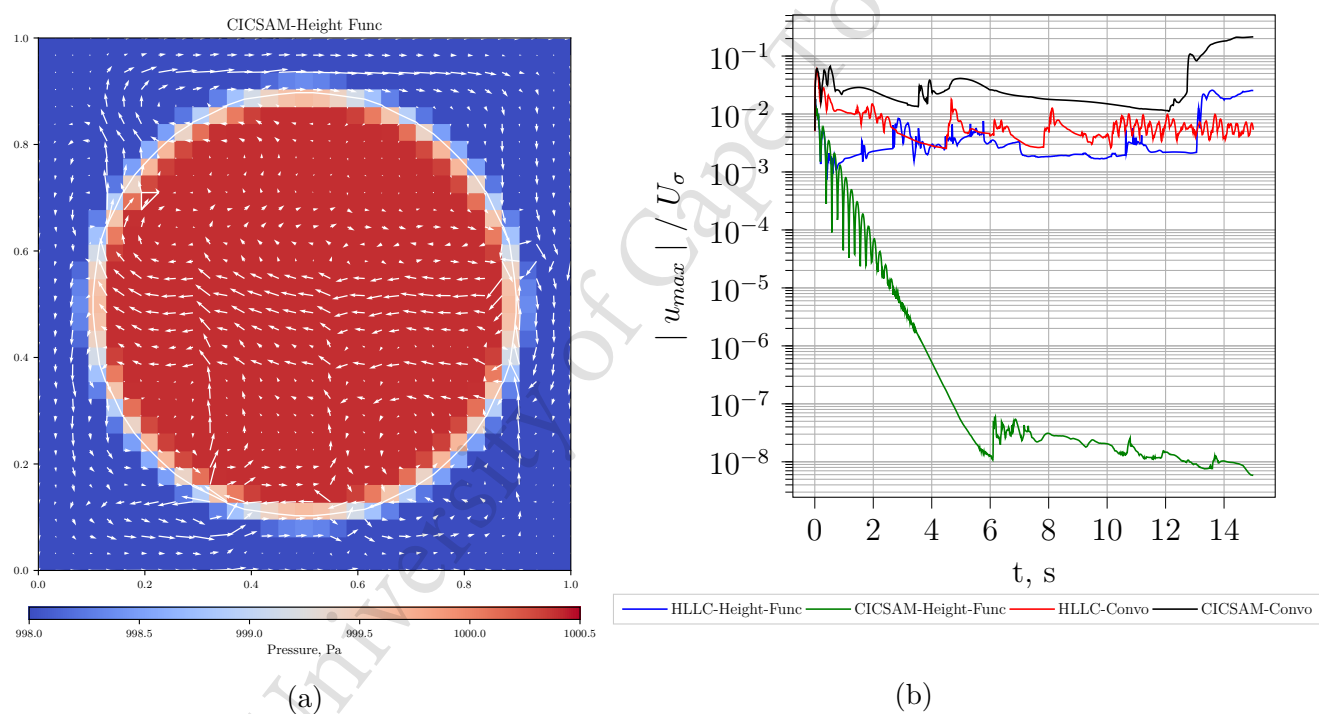 CICSAM-Height Func
1.0
0.8
0.6
0.4
0.2
0.0
0.0 0.2 0.4 0.6 0.8 1.0
998.0 998.5 999.0 999.5 1000.0 1000.5
Pressure, Pa
(a)
10⁻¹
10⁻²
10⁻³
10⁻⁴
10⁻⁵
10⁻⁶
10⁻⁷
10⁻⁸
| u_max | / U_σ
0 2 4 6 8 10 12 14
t, s
HLLC-Height-Func CICSAM-Height-Func HLLC-Convo CICSAM-Convo
(b)
University of Cape To